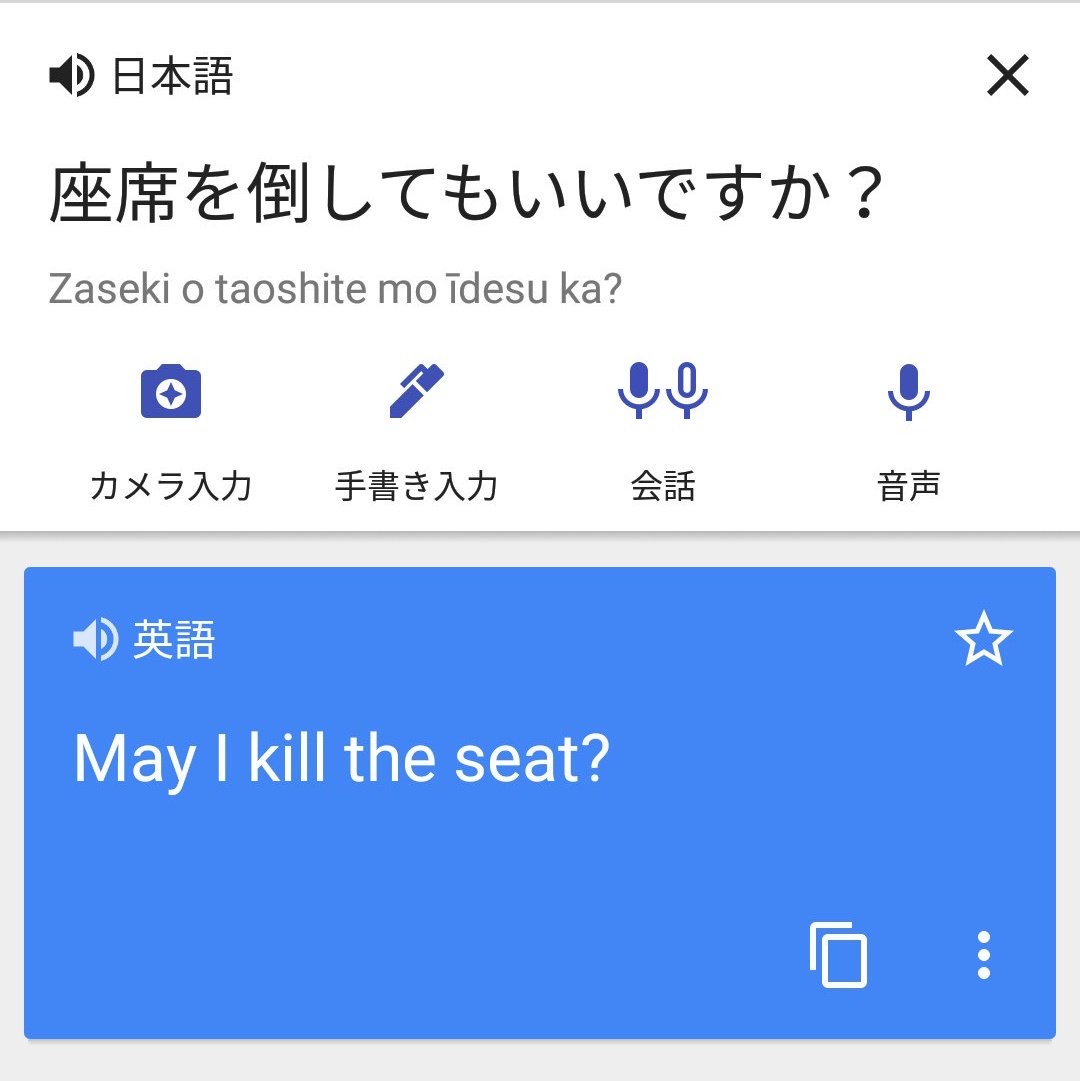 日本語
座席を倒してもいいですか？
Zaseki o taoshite mo īdesu ka?
カメラ入力 手書き入力 会話 音声
英語
May I kill the seat?